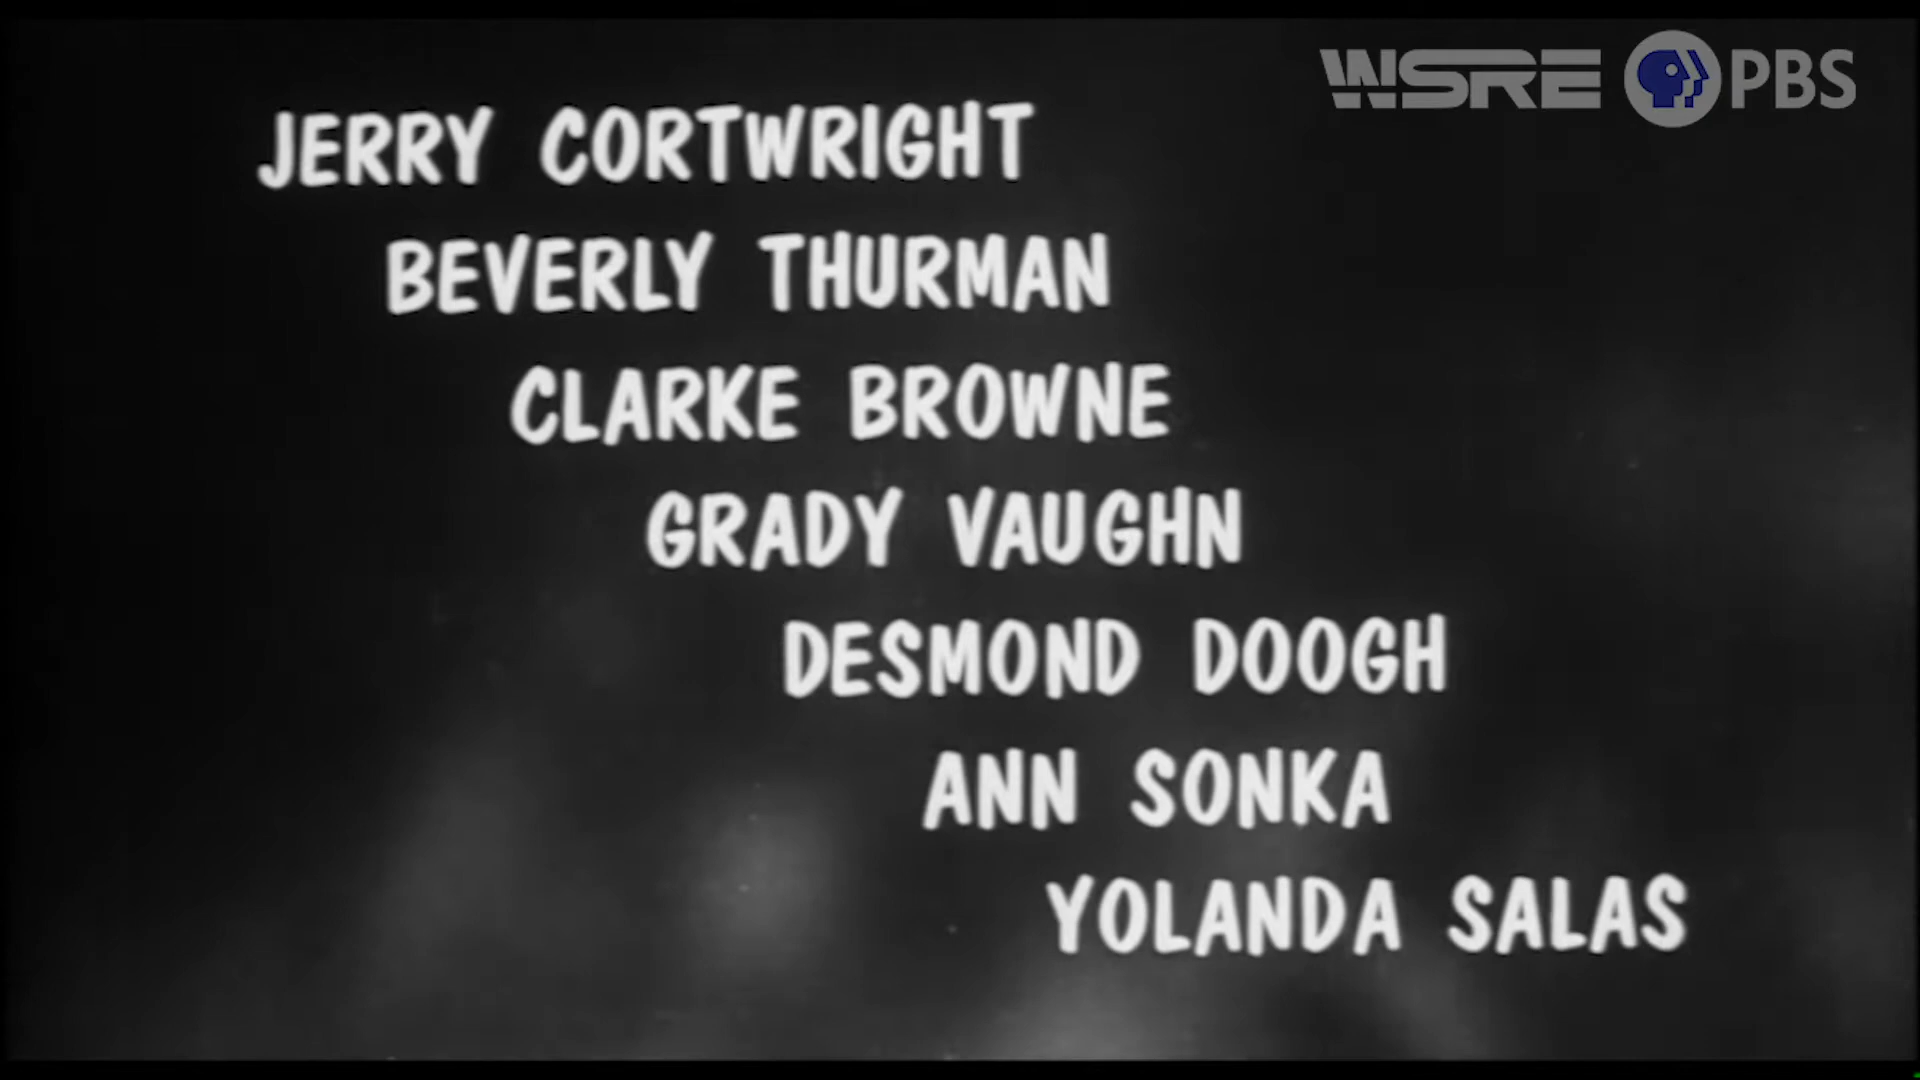 WSRE PBS
JERRY CORTWRIGHT
BEVERLY THURMAN
CLARKE BROWNE
GRADY VAUGHN
DESMOND DOOGH
ANN SONKA
YOLANDA SALAS